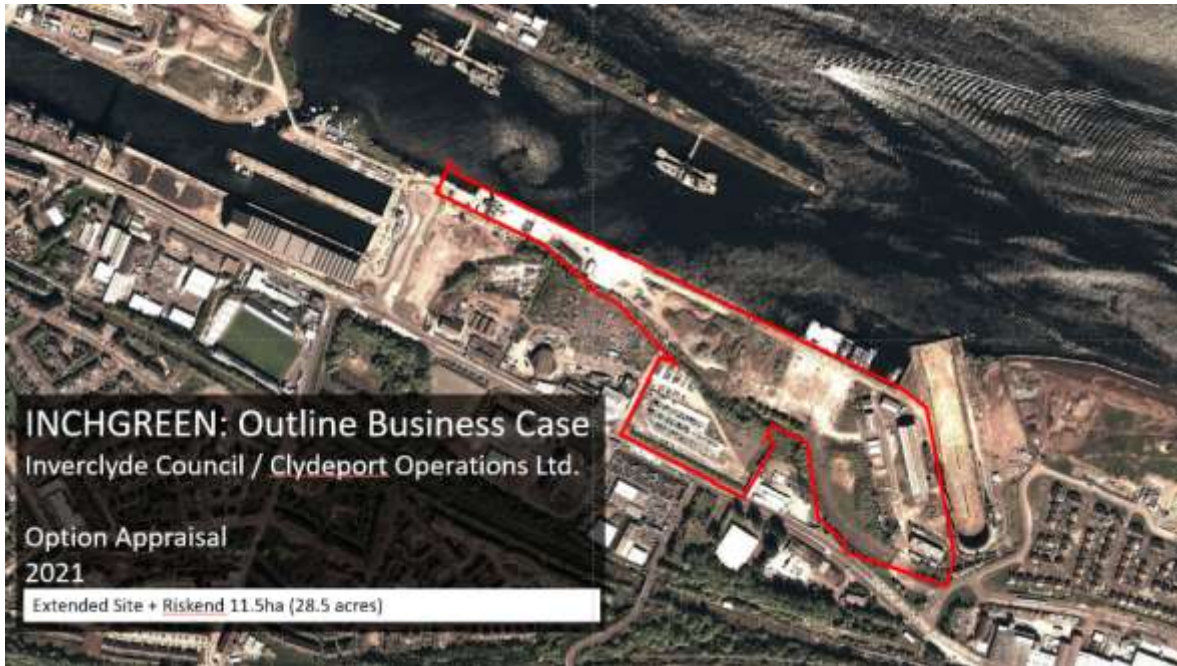 INCHGREEN: Outline Business Case
Inverclyde Council / Clydeport Operations Ltd.
Option Appraisal
2021
Extended Site + Riskend 11.5ha (28.5 acres)